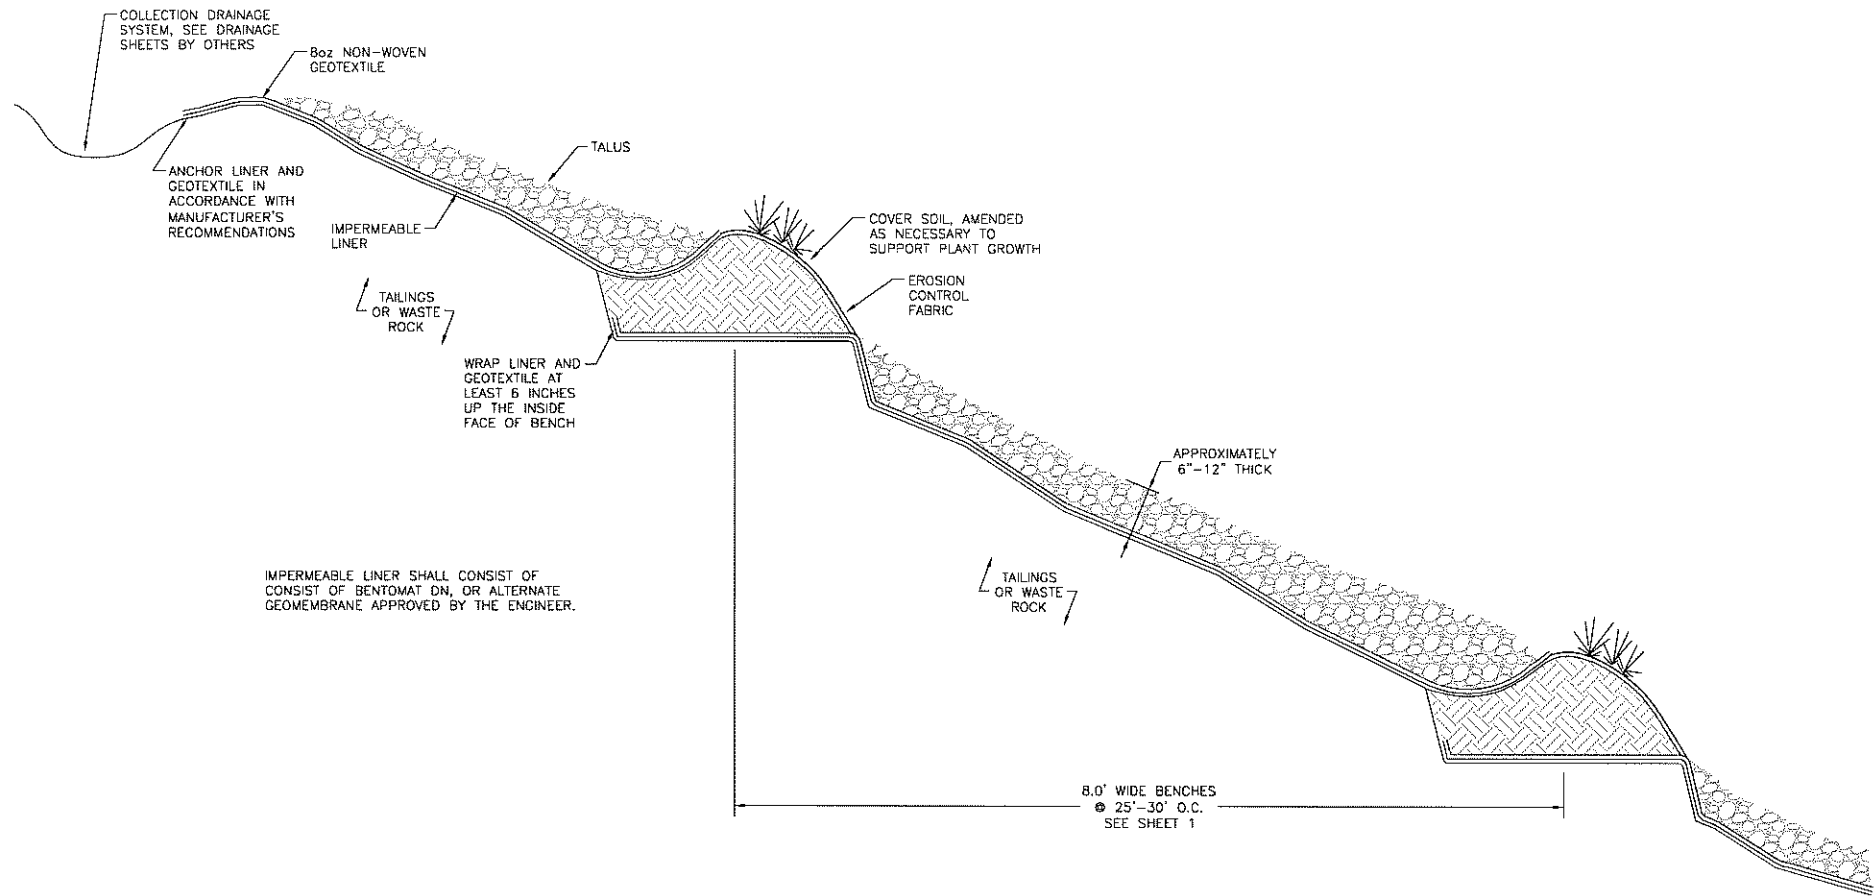 COLLECTION DRAINAGE
SYSTEM, SEE DRAINAGE
SHEETS BY OTHERS
8oz NON-WOVEN
GEOTEXTILE
TALUS
ANCHOR LINER AND
GEOTEXTILE IN
ACCORDANCE WITH
MANUFACTURER'S
RECOMMENDATIONS
IMPERMEABLE
LINER
COVER SOIL, AMENDED
AS NECESSARY TO
SUPPORT PLANT GROWTH
EROSION
CONTROL
FABRIC
TAILINGS
OR WASTE
ROCK
WRAP LINER AND
GEOTEXTILE AT
LEAST 6 INCHES
UP THE INSIDE
FACE OF BENCH
APPROXIMATELY
6"-12" THICK
IMPERMEABLE LINER SHALL CONSIST OF
CONSIST OF BENTOMAT DN, OR ALTERNATE
GEOMEMBRANE APPROVED BY THE ENGINEER.
TAILINGS
OR WASTE
ROCK
8.0' WIDE BENCHES
@ 25'-30' O.C.
SEE SHEET 1